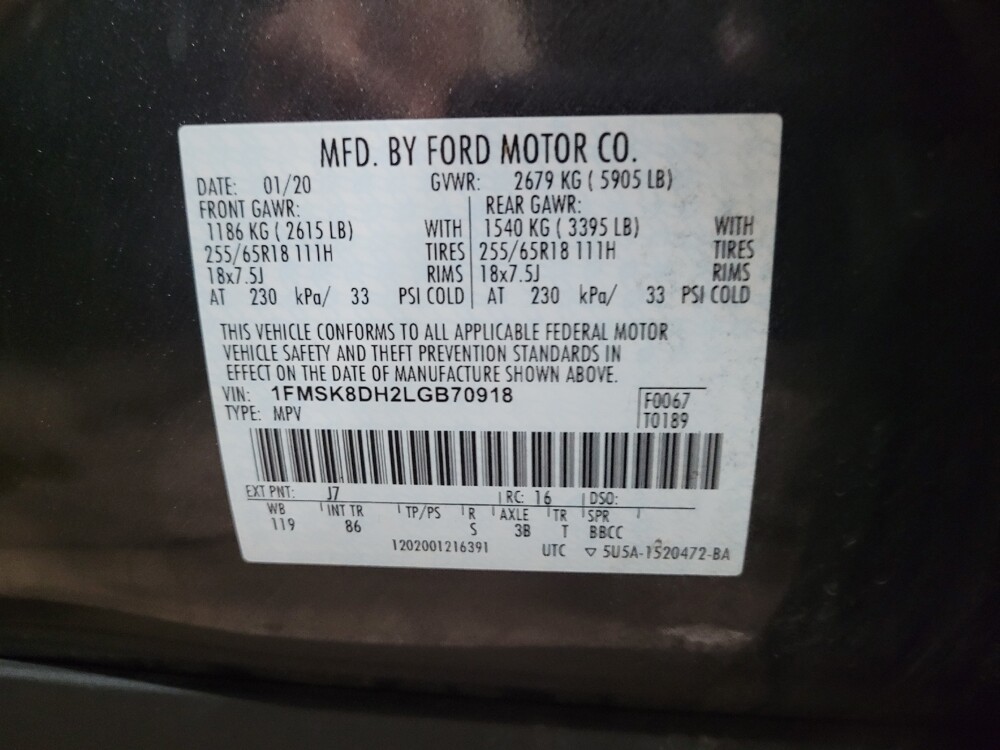 MFD. BY FORD MOTOR CO.
DATE: 01/20 GVWR: 2679 KG ( 5905 LB)
FRONT GAWR: REAR GAWR:
1186 KG ( 2615 LB) WITH 1540 KG ( 3395 LB) WITH
255/65R18 111H TIRES 255/65R18 111H TIRES
18x7.5J RIMS 18x7.5J RIMS
AT 230 kPa/ 33 PSI COLD AT 230 kPa/ 33 PSI COLD
THIS VEHICLE CONFORMS TO ALL APPLICABLE FEDERAL MOTOR
VEHICLE SAFETY AND THEFT PREVENTION STANDARDS IN
EFFECT ON THE DATE OF MANUFACTURE SHOWN ABOVE.
VIN: 1FMSK8DH2LGB70918 F0067
TYPE: MPV T0189
EXT PNT: J7 RC: 16 DSO:
WB INT TR TP/PS R AXLE TR SPR
119 86 S 3B T BBCC
1202001216391 UTC ▽ 5U5A-1520472-BA